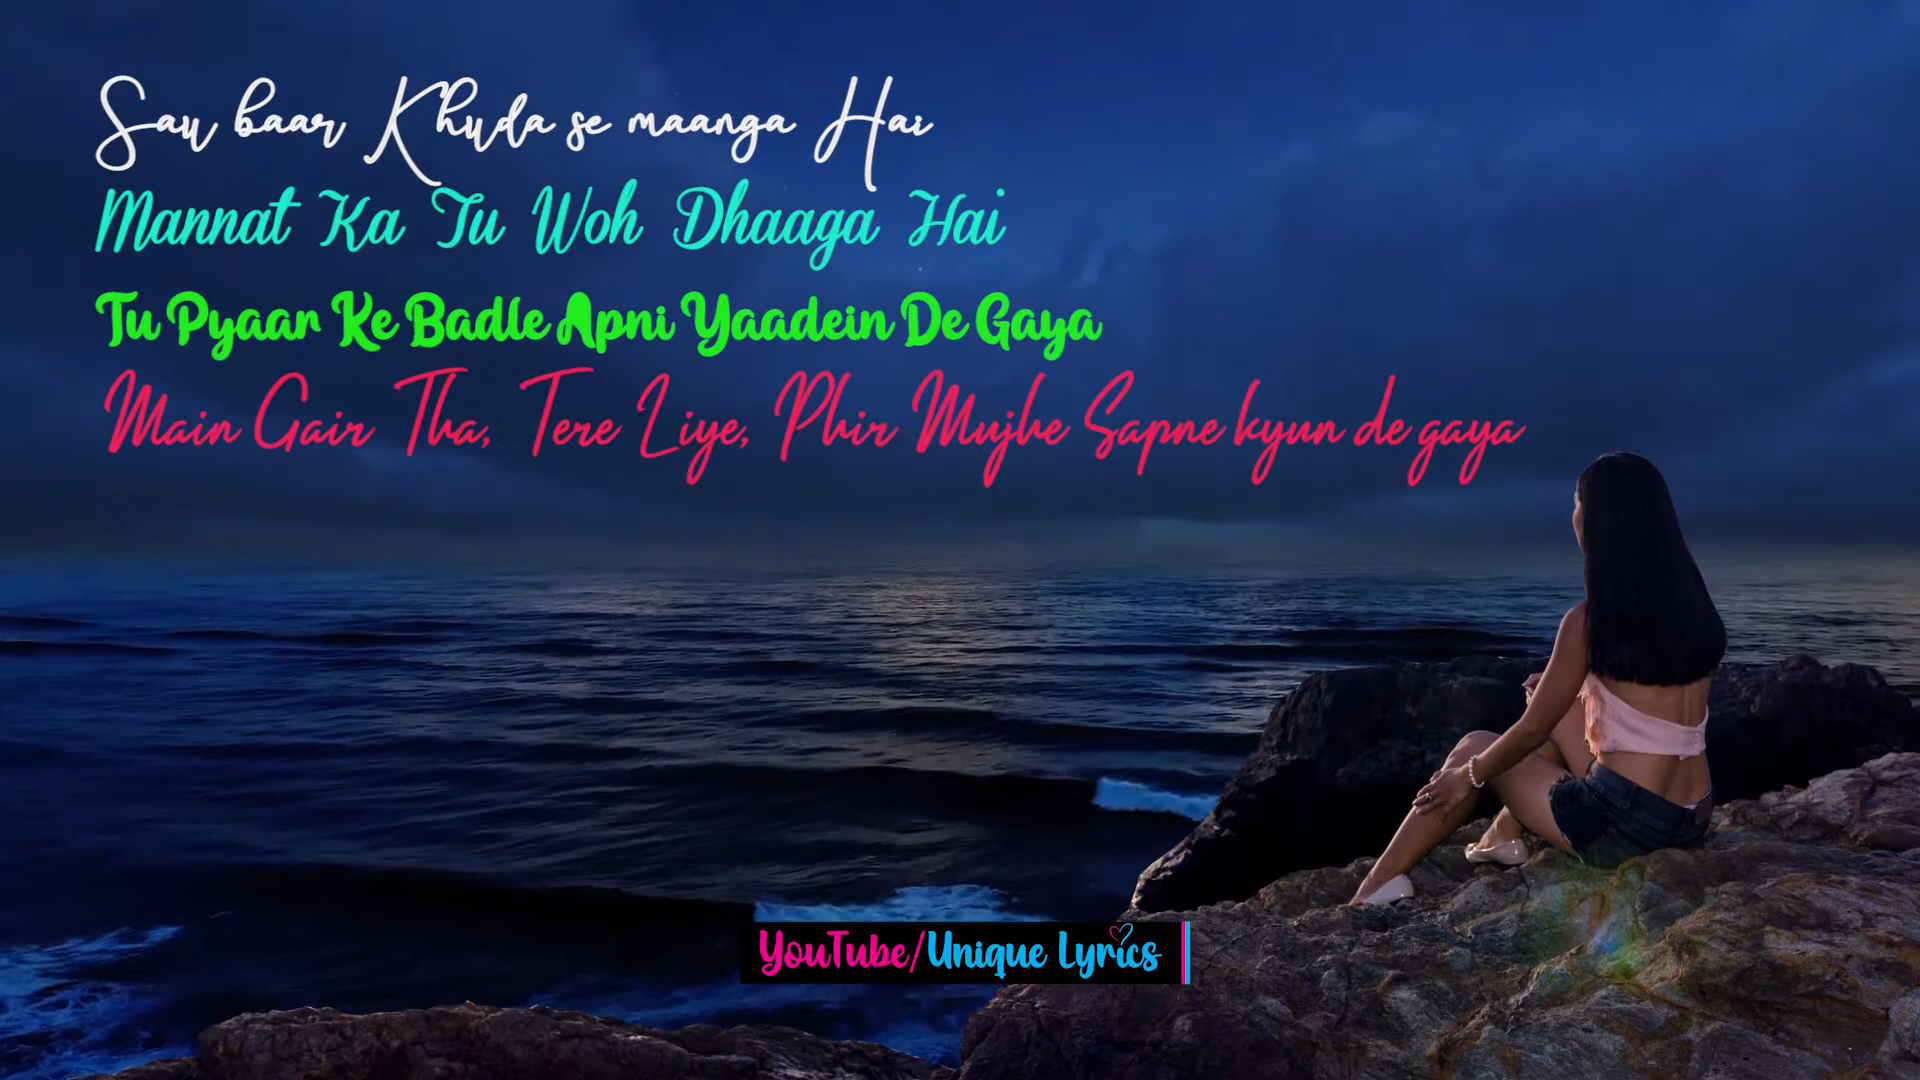 Sau baar Khuda se maanga Hai
Mannat Ka Tu Woh Dhaaga Hai
Tu Pyaar Ke Badle Apni Yaadein De Gaya
Main Gair Tha, Tere Liye, Phir Mujhe Sapne kyun de gaya
YouTube/Unique Lyrics